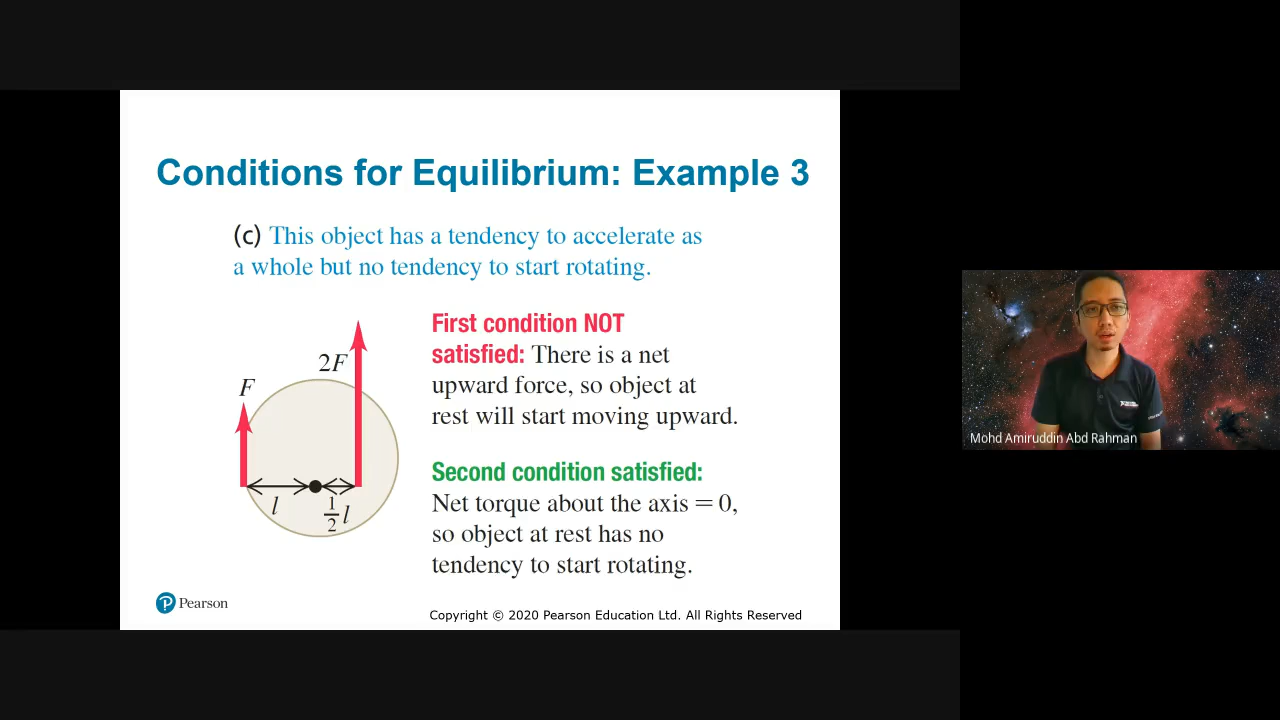 Conditions for Equilibrium: Example 3
(c) This object has a tendency to accelerate as
a whole but no tendency to start rotating.
2F
F
l
1/2 l
First condition NOT
satisfied: There is a net
upward force, so object at
rest will start moving upward.
Second condition satisfied:
Net torque about the axis = 0,
so object at rest has no
tendency to start rotating.
P Pearson
Copyright © 2020 Pearson Education Ltd. All Rights Reserved
Mohd Amiruddin Abd Rahman